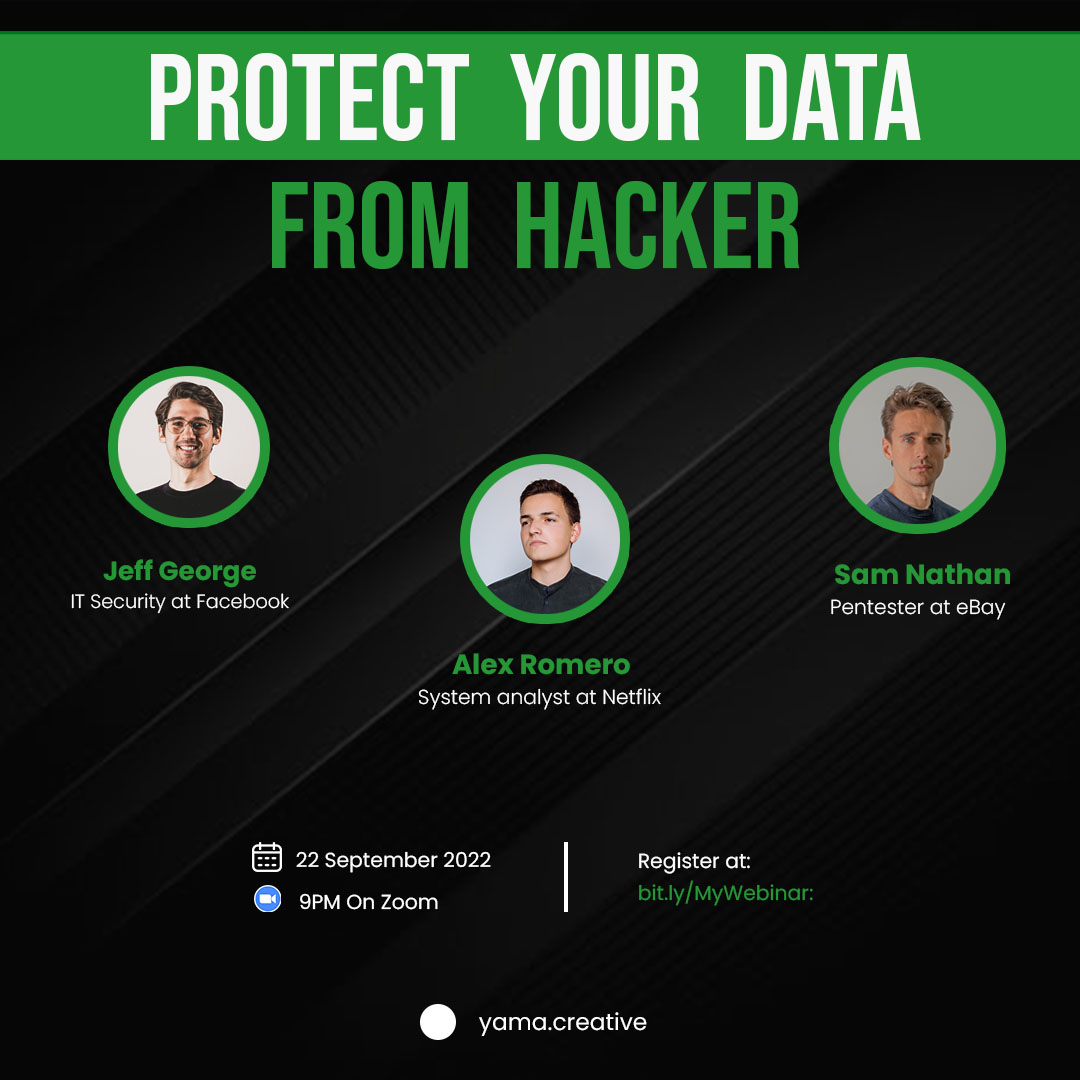 PROTECT YOUR DATA
FROM HACKER
Jeff George
IT Security at Facebook
Alex Romero
System analyst at Netflix
Sam Nathan
Pentester at eBay
22 September 2022
9PM On Zoom
Register at:
bit.ly/MyWebinar:
yama.creative